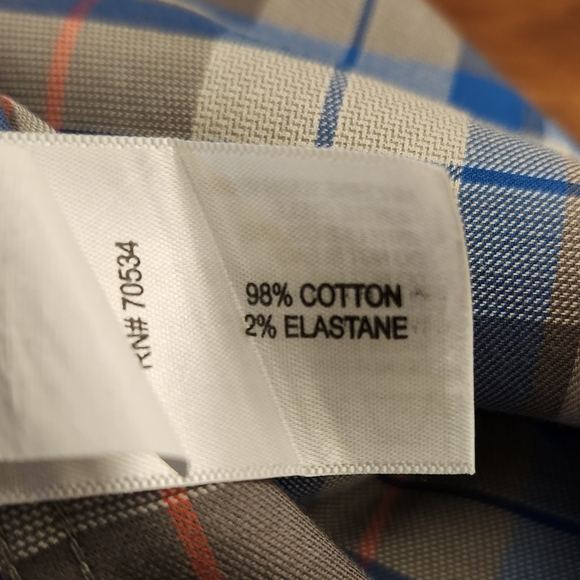 RN# 70534
98% COTTON
2% ELASTANE